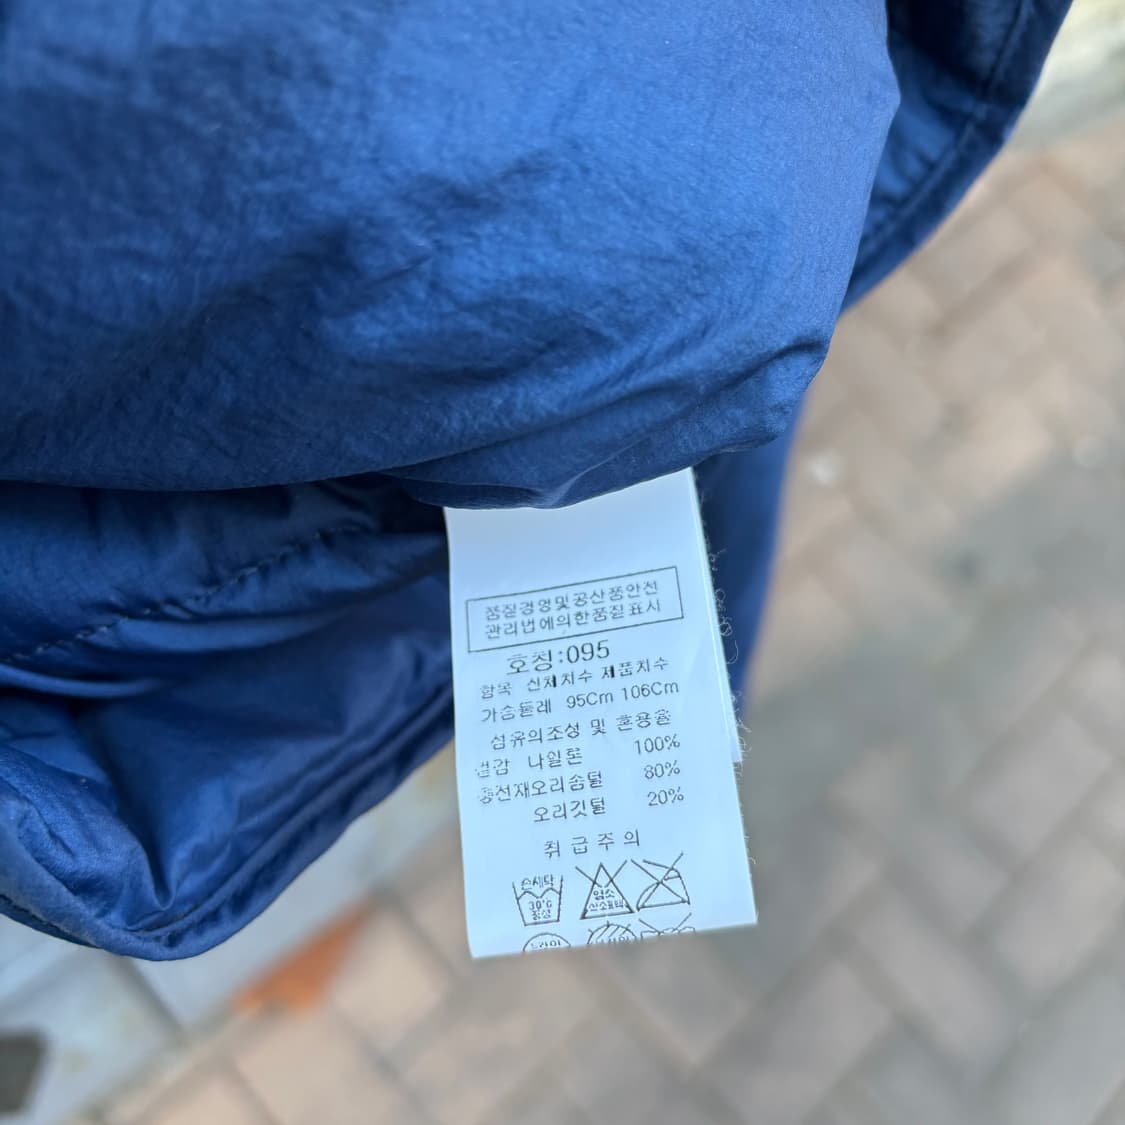 품질경영및공산품안전
관리법에의한품질표시
호칭:095
항목 신체치수 제품치수
가슴둘레 95Cm 106Cm
섬유의조성 및 혼용율
겉감 나일론 100%
충전재오리솜털 80%
오리깃털 20%
취급주의
손세탁
30°C
중성
염소
산소표백